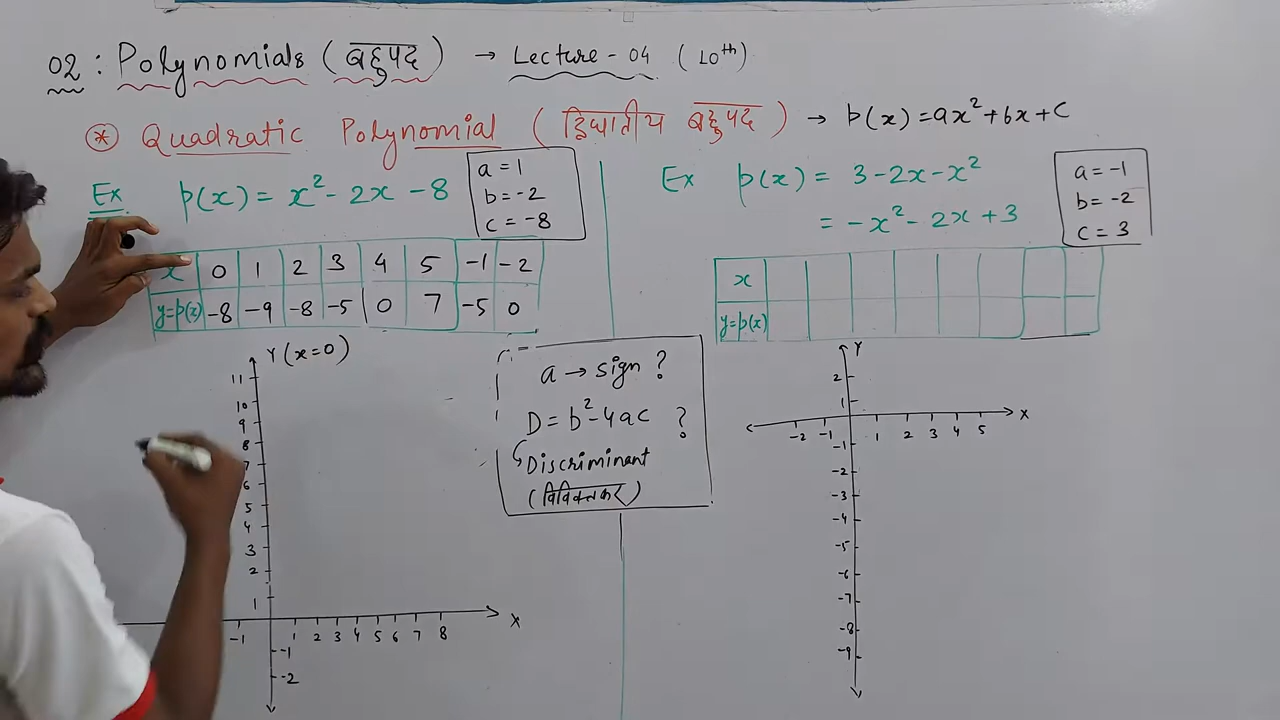 02 : Polynomials (बहुपद) → Lecture - 04 (10th)
* Quadratic Polynomial (द्विघातीय बहुपद) → p(x) = ax² + bx + c
Ex p(x) = x² - 2x - 8
a = 1
b = -2
c = -8
x 0 1 2 3 4 5 -1 -2
y=p(x) -8 -9 -8 -5 0 7 -5 0
Y (x=0)
11
10
9
8
7
6
5
4
3
2
1
-1 1 2 3 4 5 6 7 8 X
-1
-2
a → sign ?
D = b² - 4ac ?
Discriminant
(विविक्तकर)
Ex p(x) = 3 - 2x - x²
= -x² - 2x + 3
a = -1
b = -2
c = 3
x
y=p(x)
Y
2
1
-2 -1 1 2 3 4 5 X
-1
-2
-3
-4
-5
-6
-7
-8
-9